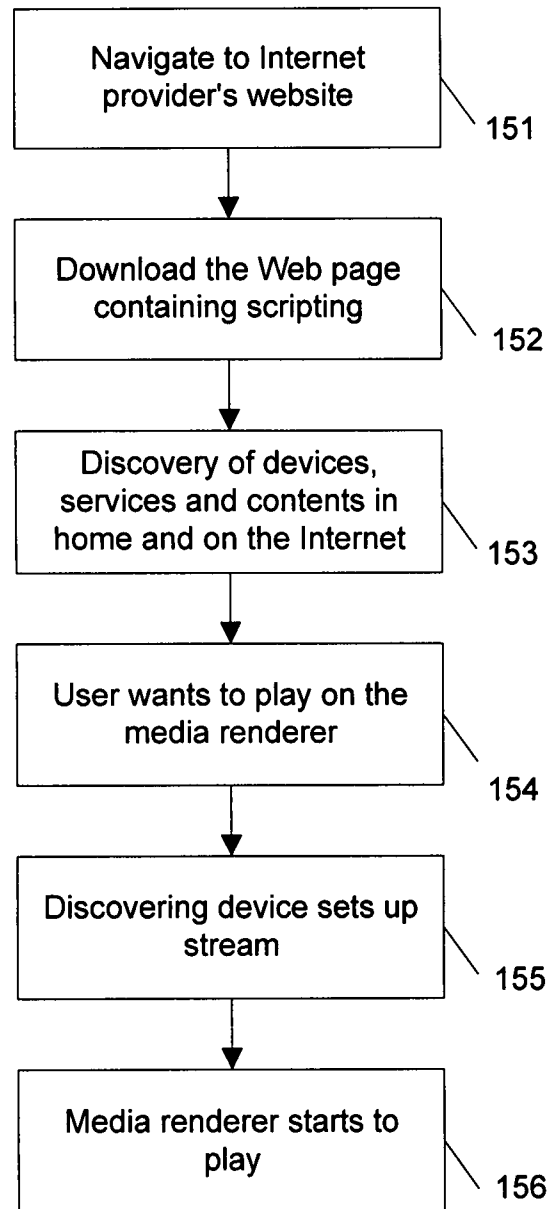 Navigate to Internet
provider's website
151
Download the Web page
containing scripting
152
Discovery of devices,
services and contents in
home and on the Internet
153
User wants to play on the
media renderer
154
Discovering device sets up
stream
155
Media renderer starts to
play
156